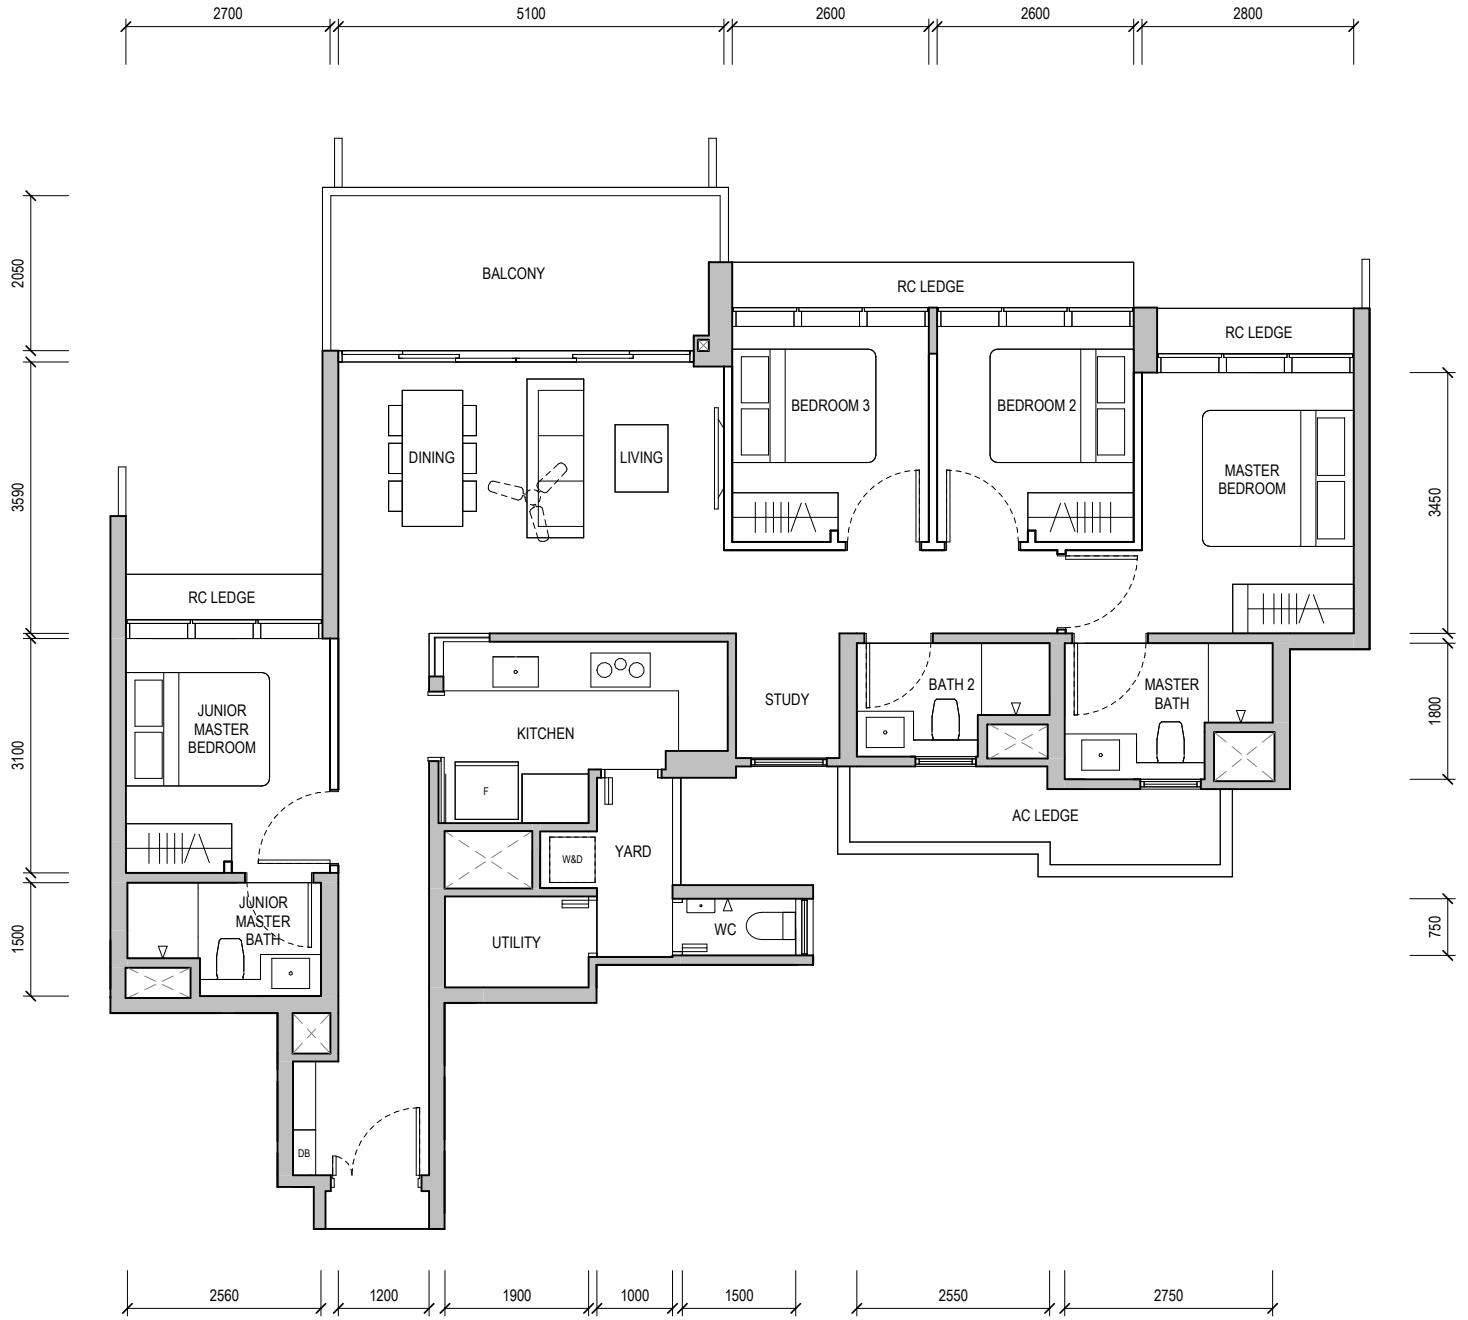 2700
5100
2600
2600
2800
2050
BALCONY
RC LEDGE
RC LEDGE
3590
DINING
LIVING
BEDROOM 3
BEDROOM 2
MASTER
BEDROOM
3450
RC LEDGE
3100
JUNIOR
MASTER
BEDROOM
KITCHEN
STUDY
BATH 2
MASTER
BATH
1800
F
AC LEDGE
W&D
YARD
1500
JUNIOR
MASTER
BATH
UTILITY
WC
750
DB
2560
1200
1900
1000
1500
2550
2750